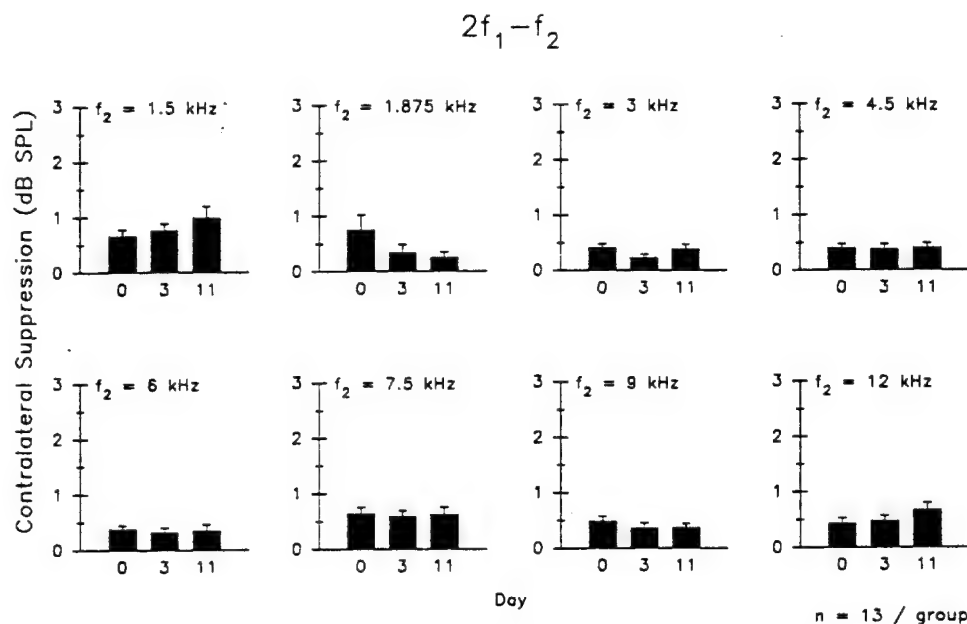 2f₁−f₂
Contralateral Suppression (dB SPL)
f₂ = 1.5 kHz
3
2
1
0
0 3 11
f₂ = 1.875 kHz
3
2
1
0
0 3 11
f₂ = 3 kHz
3
2
1
0
0 3 11
f₂ = 4.5 kHz
3
2
1
0
0 3 11
f₂ = 6 kHz
3
2
1
0
0 3 11
f₂ = 7.5 kHz
3
2
1
0
0 3 11
f₂ = 9 kHz
3
2
1
0
0 3 11
f₂ = 12 kHz
3
2
1
0
0 3 11
Day
n = 13 / group